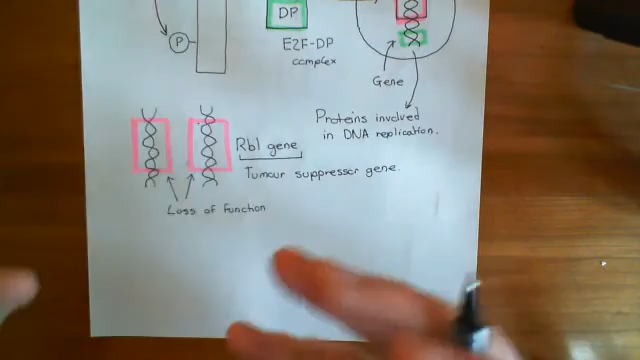 DP
P
E2F-DP
complex
Gene
Proteins involved
in DNA replication.
Rb1 gene
Tumour suppressor gene.
Loss of function